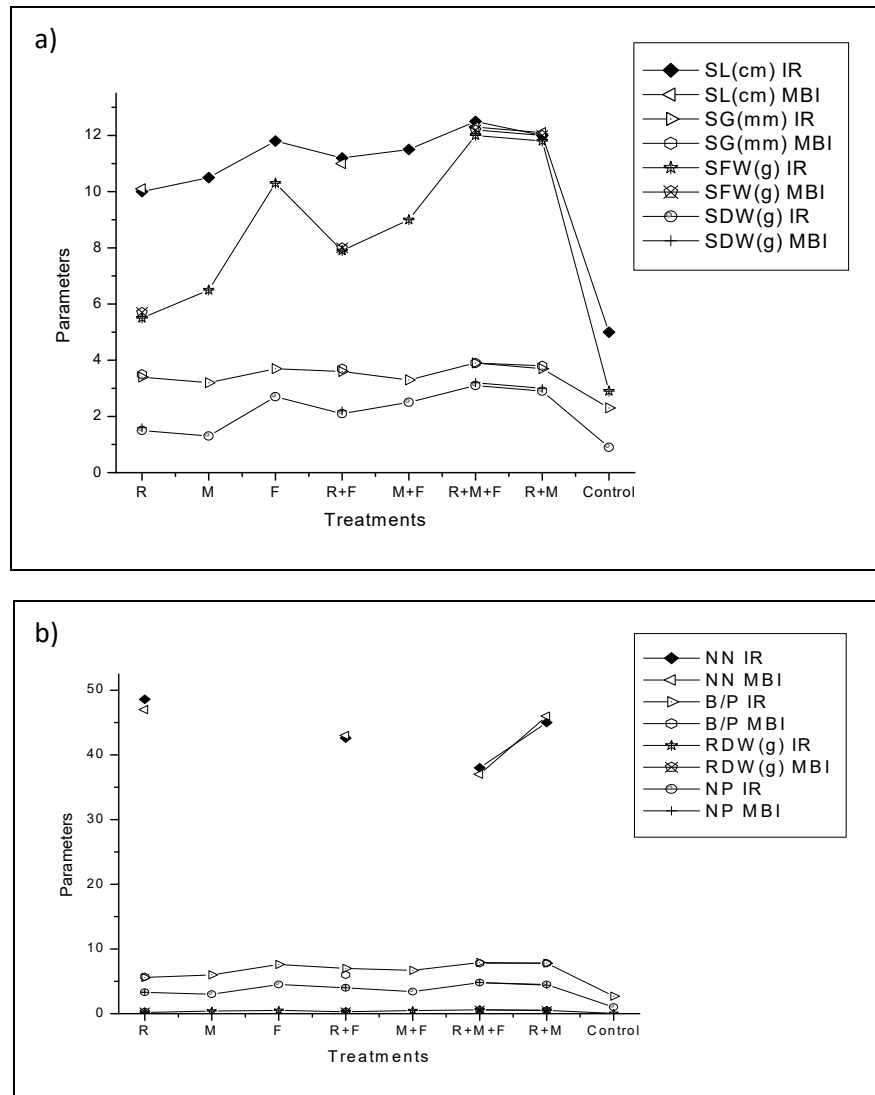 a)
SL(cm) IR
SL(cm) MBI
SG(mm) IR
SG(mm) MBI
SFW(g) IR
SFW(g) MBI
SDW(g) IR
SDW(g) MBI
12
10
8
6
4
2
0
Parameters
R M F R+F M+F R+M+F R+M Control
Treatments
b)
NN IR
NN MBI
B/P IR
B/P MBI
RDW(g) IR
RDW(g) MBI
NP IR
NP MBI
50
40
30
20
10
0
Parameters
R M F R+F M+F R+M+F R+M Control
Treatments